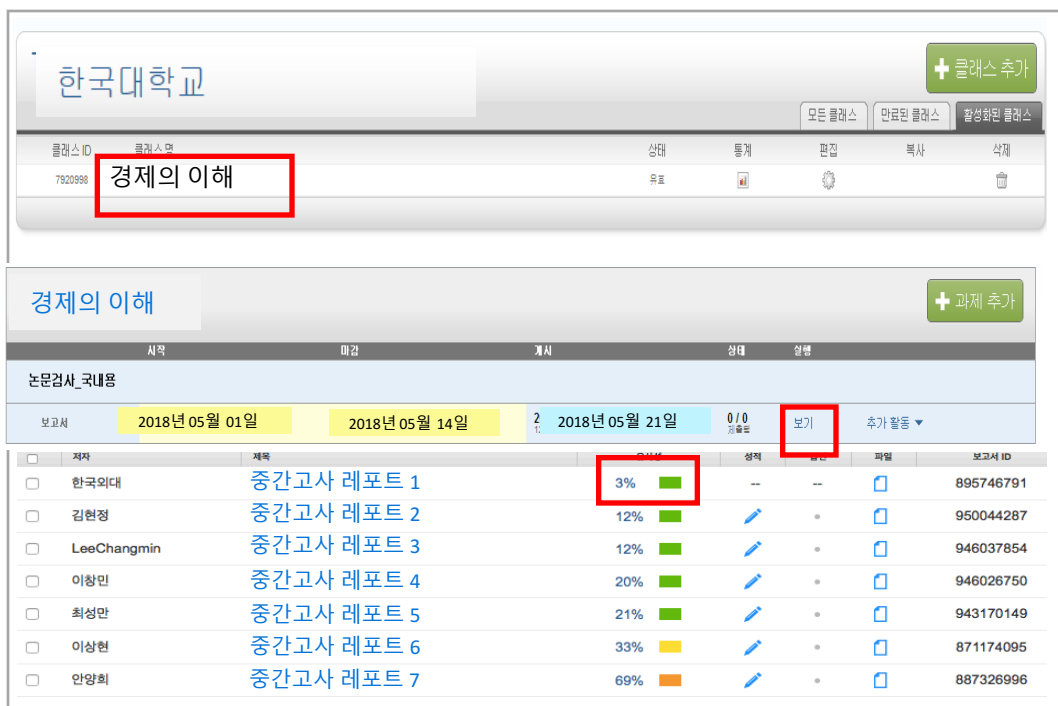 한국대학교
+ 클래스 추가
모든 클래스 만료된 클래스 활성화된 클래스
클래스 ID 클래스 명 상태 통계 편집 복사 삭제
7920998 경제의 이해 유효
경제의 이해
+ 과제 추가
시작 마감 게시 상태 실행
논문검사_국내용
보고서 2018년 05월 01일 2018년 05월 14일 2018년 05월 21일 0 / 0 제출됨 보기 추가 활동 ▼
저자 제목 성적 파일 보고서 ID
한국외대 중간고사 레포트 1 3% -- -- 895746791
김현정 중간고사 레포트 2 12% 950044287
LeeChangmin 중간고사 레포트 3 12% 946037854
이창민 중간고사 레포트 4 20% 946026750
최성만 중간고사 레포트 5 21% 943170149
이상현 중간고사 레포트 6 33% 871174095
안양희 중간고사 레포트 7 69% 887326996